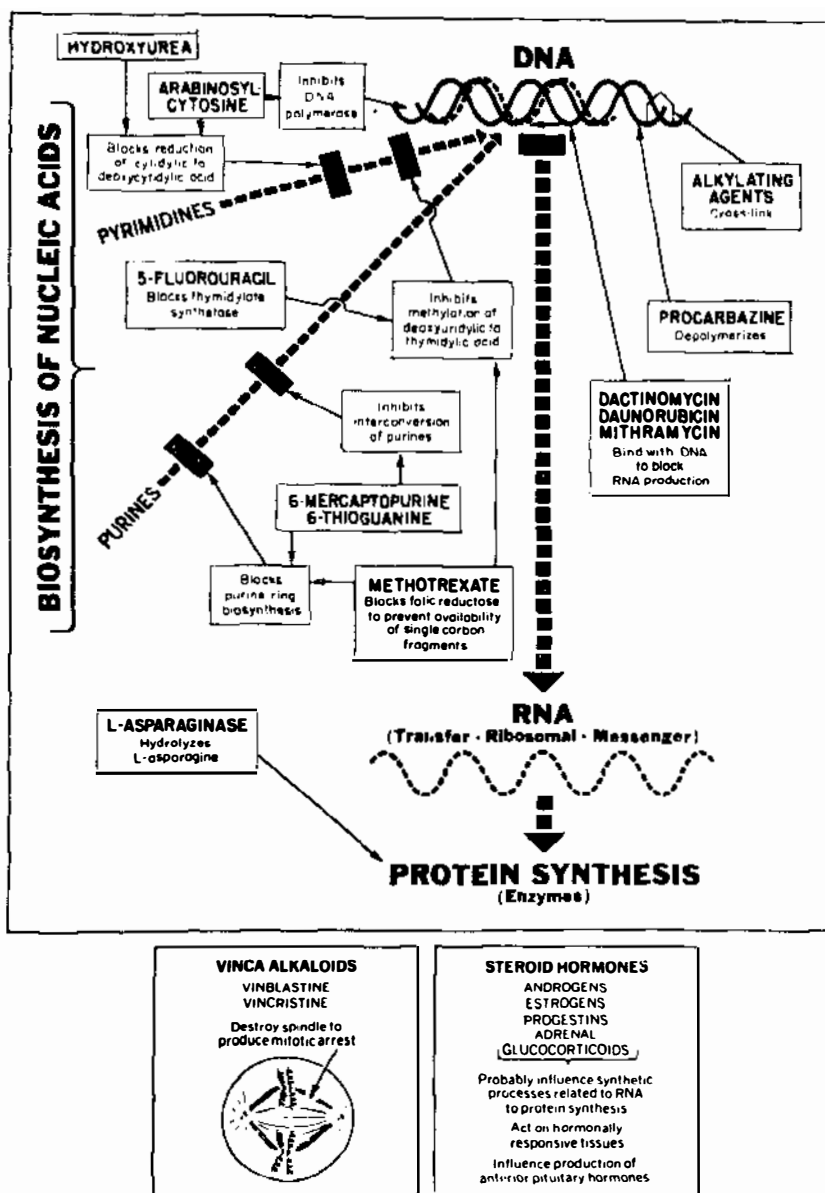 HYDROXYUREA
DNA
ARABINOSYL-
CYTOSINE
Inhibits
DNA
polymerase
Blocks reduction
of cytidylic to
deoxycytidylic acid
ALKYLATING
AGENTS
Cross-link
PYRIMIDINES
BIOSYNTHESIS OF NUCLEIC ACIDS
5-FLUOROURACIL
Blocks thymidylate
synthetase
Inhibits
methylation of
deoxyuridylic to
thymidylic acid
PROCARBAZINE
Depolymerizes
DACTINOMYCIN
DAUNORUBICIN
MITHRAMYCIN
Bind with DNA
to block
RNA production
Inhibits
interconversion
of purines
PURINES
6-MERCAPTOPURINE
6-THIOGUANINE
Blocks
purine ring
biosynthesis
METHOTREXATE
Blocks folic reductose
to prevent availability
of single carbon
fragments
RNA
(Transfer - Ribosomal - Messenger)
L-ASPARAGINASE
Hydrolyzes
L-asparagine
PROTEIN SYNTHESIS
(Enzymes)
VINCA ALKALOIDS
VINBLASTINE
VINCRISTINE
Destroy spindle to
produce mitotic arrest
STEROID HORMONES
ANDROGENS
ESTROGENS
PROGESTINS
ADRENAL
GLUCOCORTICOIDS
Probably influence synthetic
processes related to RNA
to protein synthesis
Act on hormonally
responsive tissues
Influence production of
anterior pituitary hormones